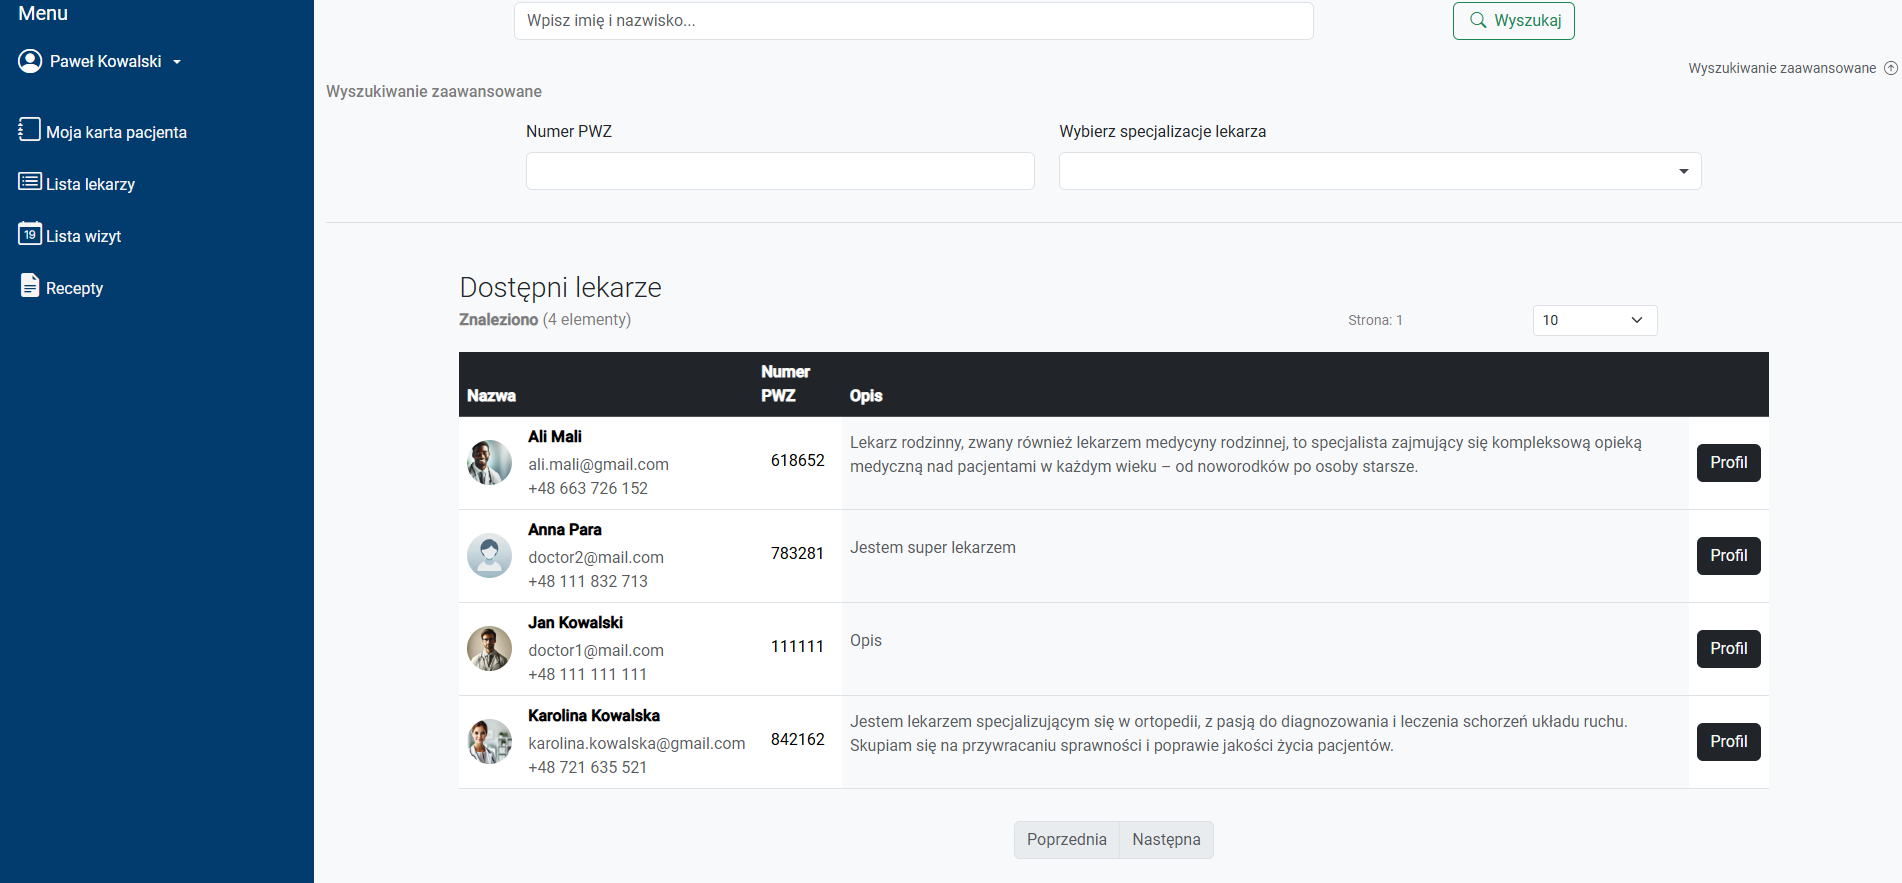 Menu
Paweł Kowalski
Moja karta pacjenta
Lista lekarzy
19 Lista wizyt
Recepty
Wpisz imię i nazwisko...
Wyszukaj
Wyszukiwanie zaawansowane
Wyszukiwanie zaawansowane
Numer PWZ
Wybierz specjalizacje lekarza
Dostępni lekarze
Znaleziono (4 elementy)
Strona: 1
10
Nazwa
Numer
PWZ
Opis
Ali Mali
ali.mali@gmail.com
+48 663 726 152
618652
Lekarz rodzinny, zwany również lekarzem medycyny rodzinnej, to specjalista zajmujący się kompleksową opieką
medyczną nad pacjentami w każdym wieku – od noworodków po osoby starsze.
Profil
Anna Para
doctor2@mail.com
+48 111 832 713
783281
Jestem super lekarzem
Profil
Jan Kowalski
doctor1@mail.com
+48 111 111 111
111111
Opis
Profil
Karolina Kowalska
karolina.kowalska@gmail.com
+48 721 635 521
842162
Jestem lekarzem specjalizującym się w ortopedii, z pasją do diagnozowania i leczenia schorzeń układu ruchu.
Skupiam się na przywracaniu sprawności i poprawie jakości życia pacjentów.
Profil
Poprzednia
Następna